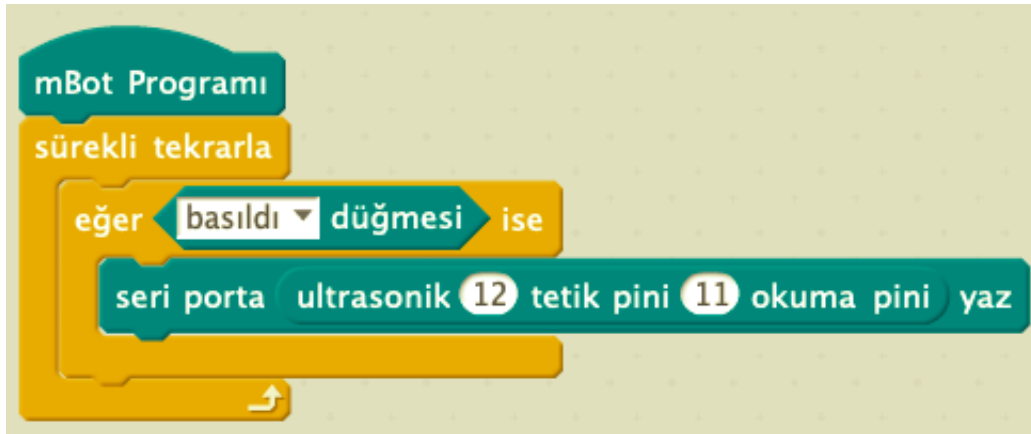 mBot Programı
sürekli tekrarla
eğer basıldı düğmesi ise
seri porta ultrasonik 12 tetik pini 11 okuma pini yaz